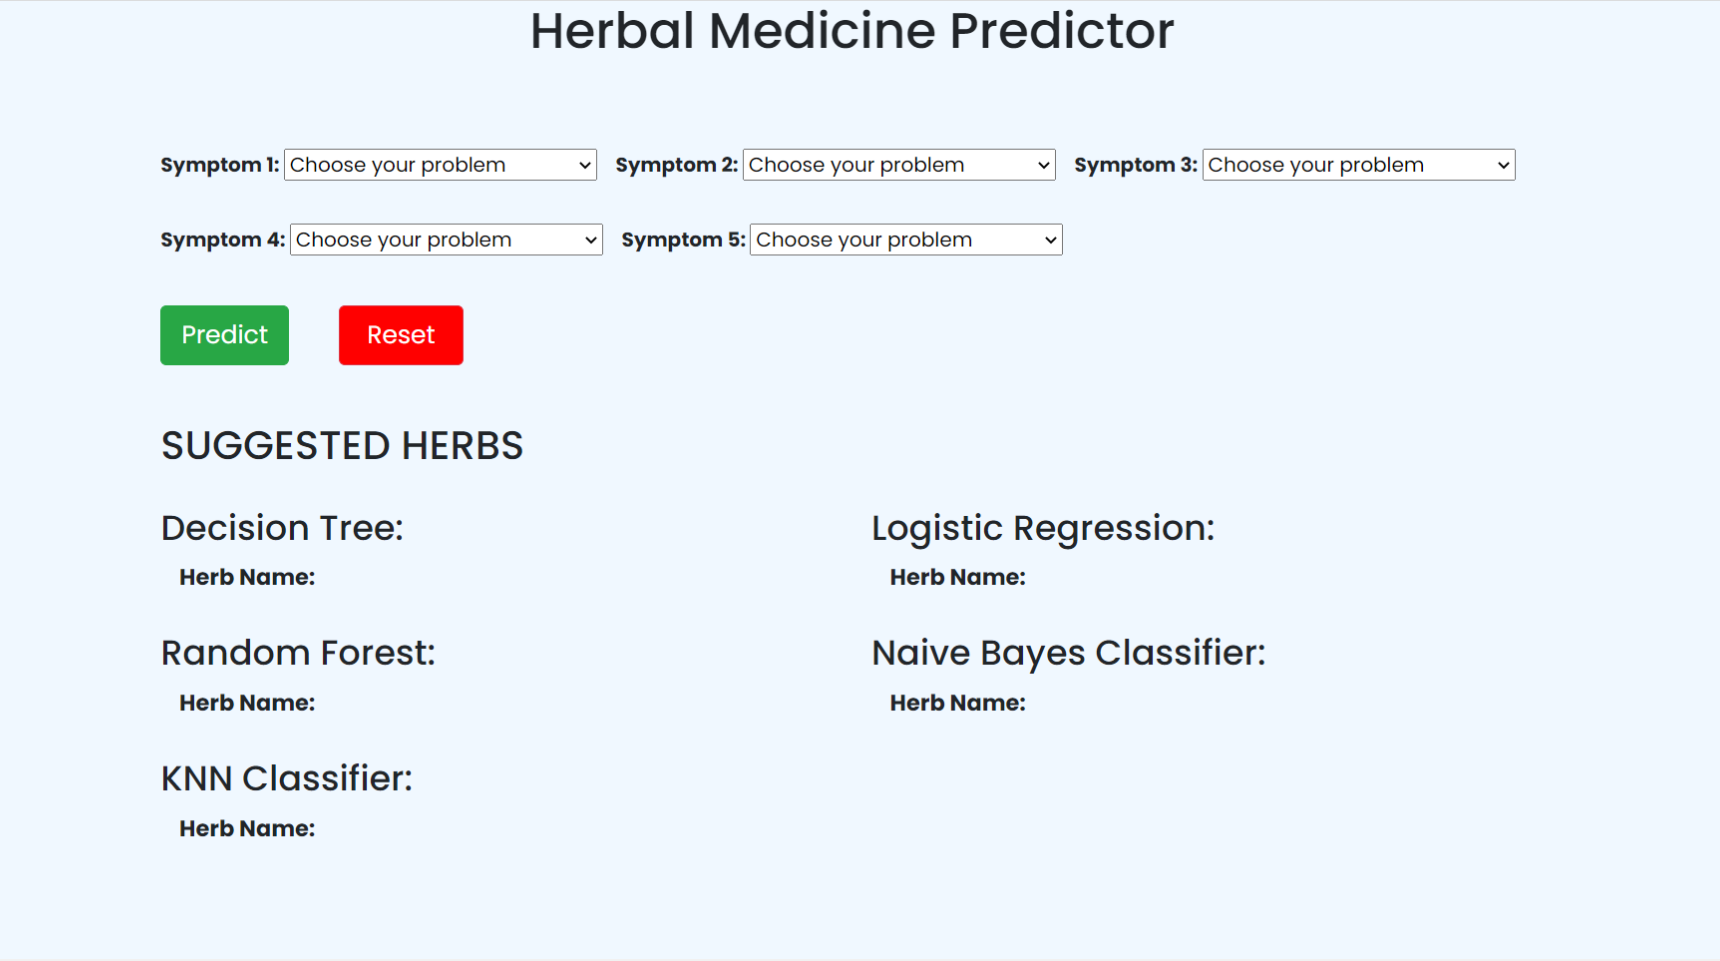 Herbal Medicine Predictor
Symptom 1: Choose your problem Symptom 2: Choose your problem Symptom 3: Choose your problem
Symptom 4: Choose your problem Symptom 5: Choose your problem
Predict Reset
SUGGESTED HERBS
Decision Tree: Logistic Regression:
Herb Name: Herb Name:
Random Forest: Naive Bayes Classifier:
Herb Name: Herb Name:
KNN Classifier:
Herb Name: